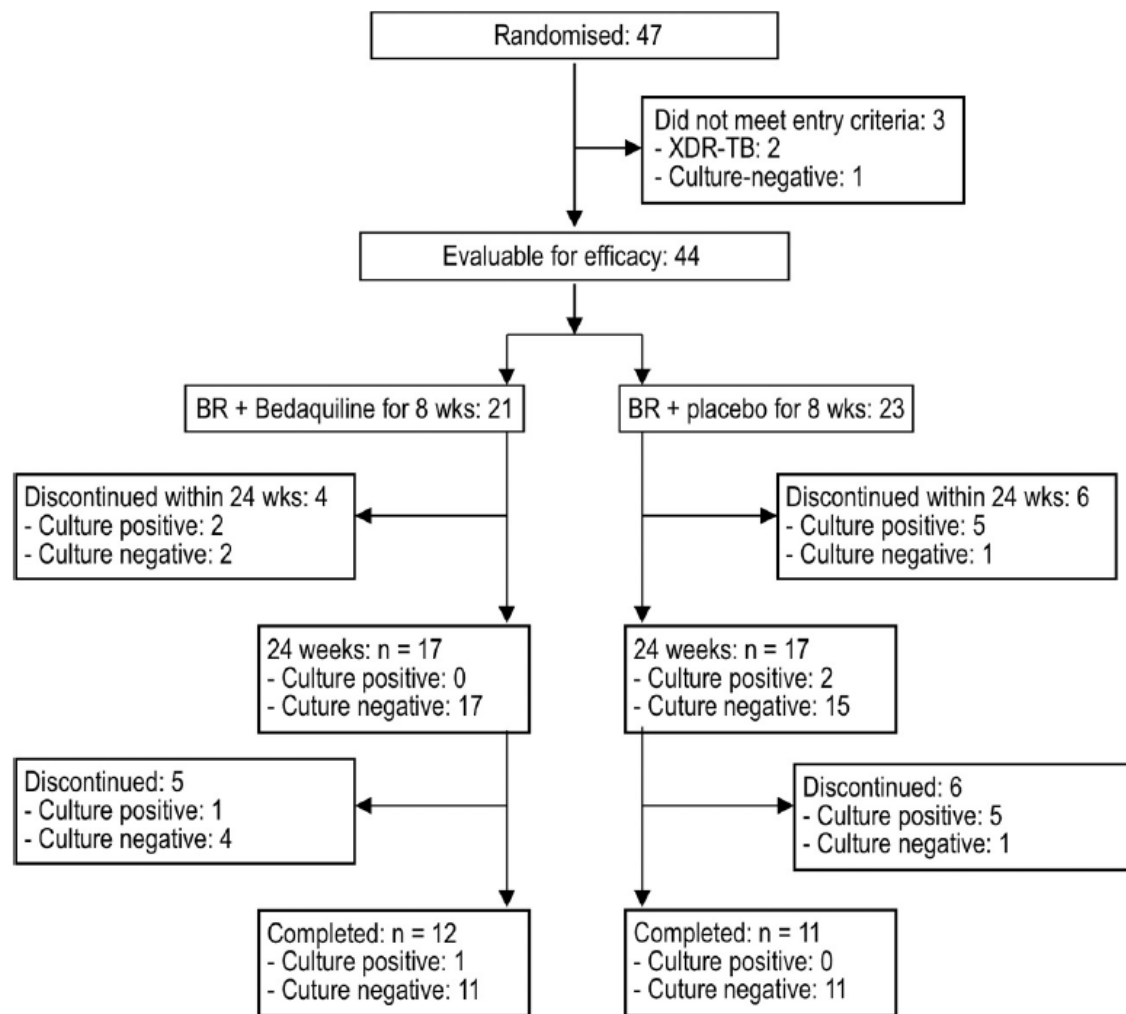 Randomised: 47
Did not meet entry criteria: 3
- XDR-TB: 2
- Culture-negative: 1
Evaluable for efficacy: 44
BR + Bedaquiline for 8 wks: 21
BR + placebo for 8 wks: 23
Discontinued within 24 wks: 4
- Culture positive: 2
- Culture negative: 2
Discontinued within 24 wks: 6
- Culture positive: 5
- Culture negative: 1
24 weeks: n = 17
- Culture positive: 0
- Cuture negative: 17
24 weeks: n = 17
- Culture positive: 2
- Cuture negative: 15
Discontinued: 5
- Culture positive: 1
- Culture negative: 4
Discontinued: 6
- Culture positive: 5
- Culture negative: 1
Completed: n = 12
- Culture positive: 1
- Cuture negative: 11
Completed: n = 11
- Culture positive: 0
- Cuture negative: 11